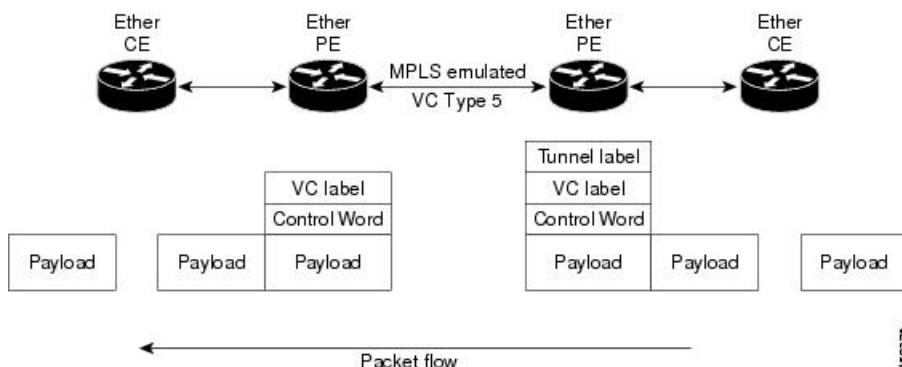 Ether
CE
Ether
PE
Ether
PE
Ether
CE
MPLS emulated
VC Type 5
Tunnel label
VC label
VC label
Control Word
Control Word
Payload
Payload
Payload
Payload
Payload
Payload
Packet flow